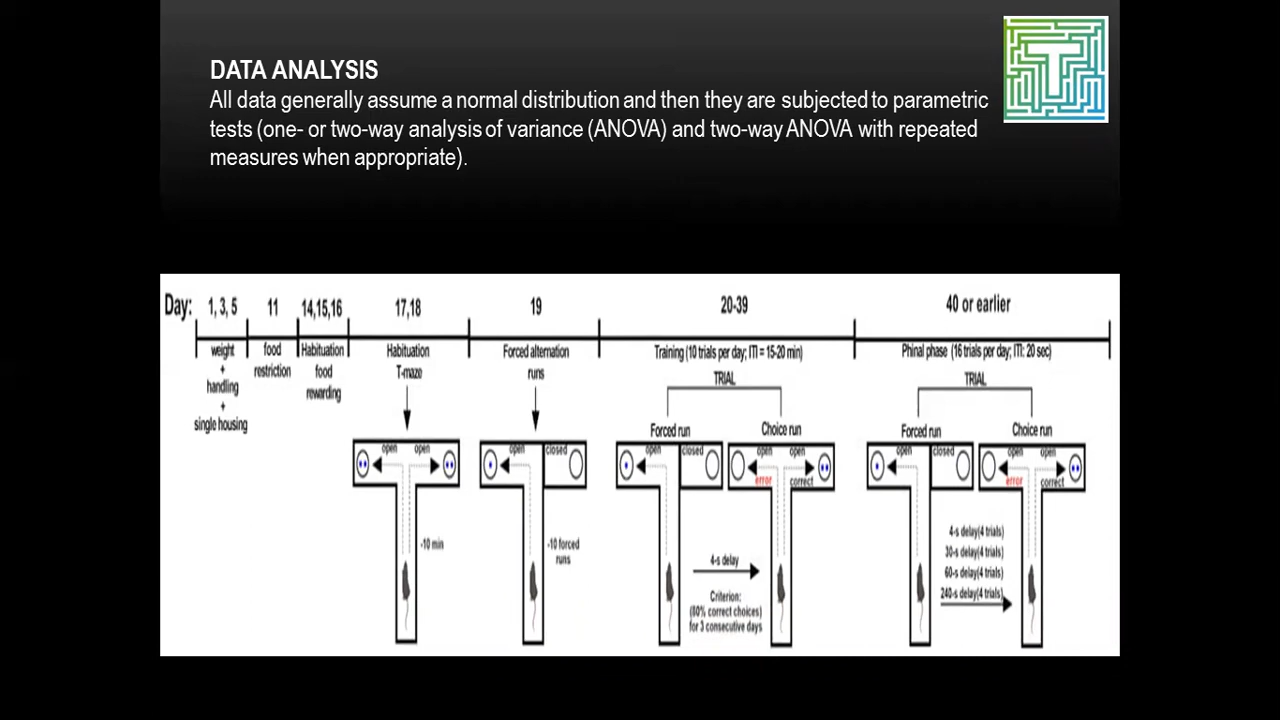 DATA ANALYSIS
All data generally assume a normal distribution and then they are subjected to parametric
tests (one- or two-way analysis of variance (ANOVA) and two-way ANOVA with repeated
measures when appropriate).
T
Day: 1, 3, 5 11 14,15,16 17,18 19 20-39 40 or earlier
weight
+
handling
+
single housing
food
restriction
Habituation
food
rewarding
Habituation
T-maze
Forced alternation
runs
Training (10 trials per day; ITI = 15-20 min)
TRIAL
Phinal phase (16 trials per day; ITI: 20 sec)
TRIAL
open open
-10 min
open closed
-10 forced
runs
Forced run
open closed
Choice run
open open
error correct
4-s delay
Criterion:
(80% correct choices)
for 3 consecutive days
Forced run
open closed
Choice run
open open
error correct
4-s delay(4 trials)
30-s delay(4 trials)
60-s delay(4 trials)
240-s delay(4 trials)